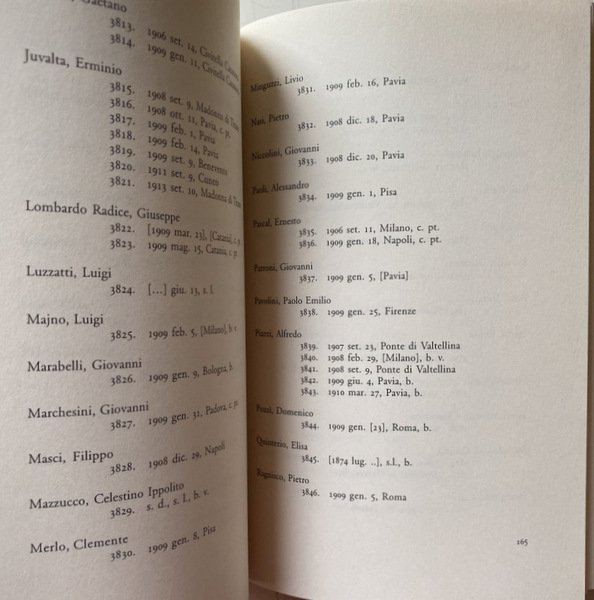 Gaetano
3813. 1906 set. 14, Civitella
3814. 1909 gen. 11, Civitella
Juvalta, Erminio
3815. 1908 set. 9, Madonna di
3816. 1908 ott. 11, Pavia, c. pt.
3817. 1909 feb. 1, Pavia
3818. 1909 feb. 14, Pavia
3819. 1909 set. 9, Benevento
3820. 1911 set. 9, Cuneo
3821. 1913 set. 10, Madonna di
Lombardo Radice, Giuseppe
3822. [1909 mar. 23], [Catania], c. pt.
3823. 1909 mag. 15, Catania, c. pt.
Luzzatti, Luigi
3824. [...] giu. 13, s. l.
Majno, Luigi
3825. 1909 feb. 5, [Milano], b. v.
Marabelli, Giovanni
3826. 1909 gen. 9, Bologna, b.
Marchesini, Giovanni
3827. 1909 gen. 31, Padova, c. pt.
Masci, Filippo
3828. 1908 dic. 29, Napoli
Mazzucco, Celestino Ippolito
3829. s. d., s. l., b. v.
Merlo, Clemente
3830. 1909 gen. 8, Pisa
Minguzzi, Livio
3831. 1909 feb. 16, Pavia
Nasi, Pietro
3832. 1908 dic. 18, Pavia
Niccolini, Giovanni
3833. 1908 dic. 20, Pavia
Paoli, Alessandro
3834. 1909 gen. 1, Pisa
Pascal, Ernesto
3835. 1906 set. 11, Milano, c. pt.
3836. 1909 gen. 18, Napoli, c. pt.
Patroni, Giovanni
3837. 1909 gen. 5, [Pavia]
Pavolini, Paolo Emilio
3838. 1909 gen. 25, Firenze
Piazzi, Alfredo
3839. 1907 set. 23, Ponte di Valtellina
3840. 1908 feb. 29, [Milano], b. v.
3841. 1908 set. 9, Ponte di Valtellina
3842. 1909 giu. 4, Pavia, b.
3843. 1910 mar. 27, Pavia, b.
Pozzi, Domenico
3844. 1909 gen. [23], Roma, b.
Quinterio, Elisa
3845. [1874 lug. ..], s.l., b.
Ragnisco, Pietro
3846. 1909 gen. 5, Roma
165